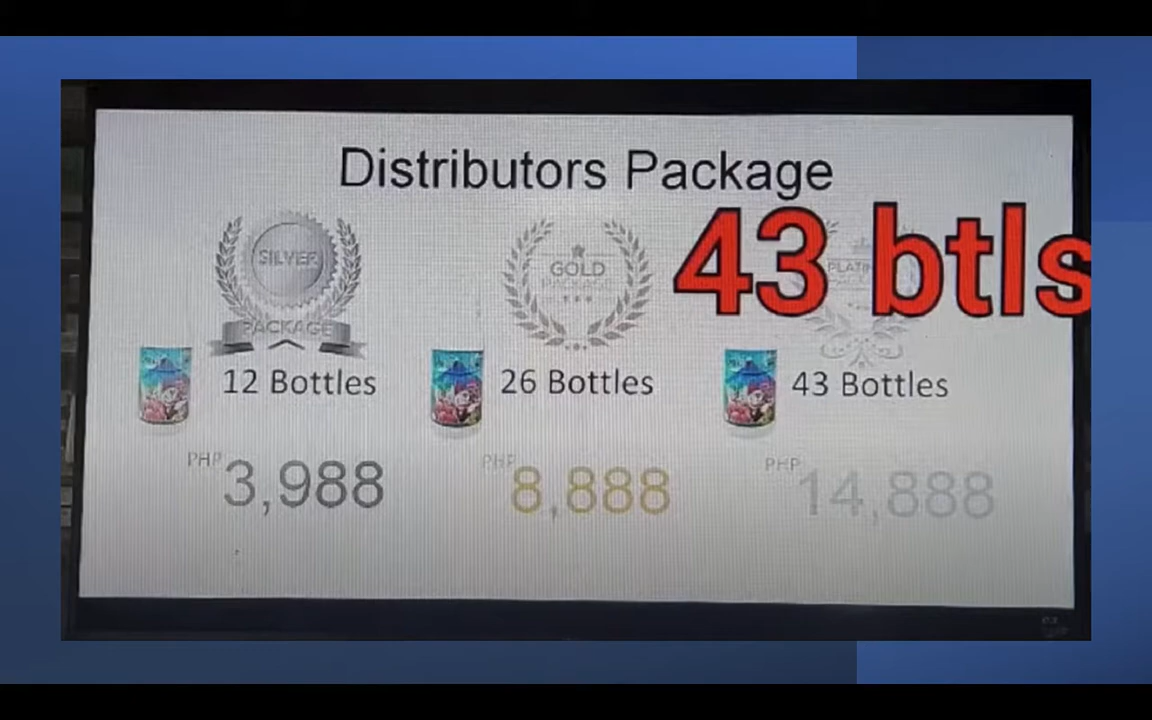 Distributors Package
43 btls
SILVER
PACKAGE
GOLD
PACKAGE
12 Bottles
26 Bottles
43 Bottles
PHP 3,988
PHP 8,888
PHP 14,888